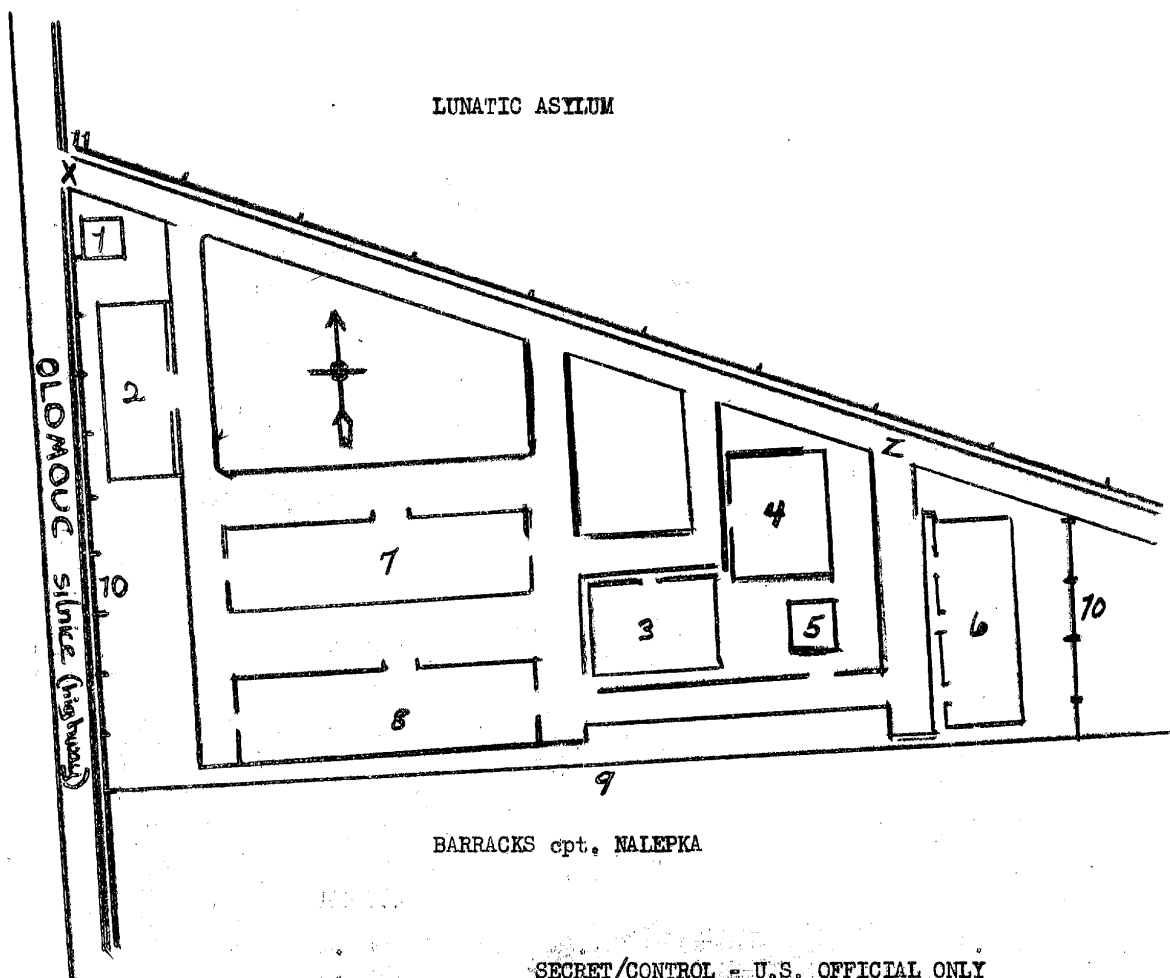 LUNATIC ASYLUM
X
1
2
OLOMOUC silnice (highway)
10
7
8
3
4
5
Z
6
10
9
BARRACKS cpt. NALEPKA
SECRET/CONTROL - U.S. OFFICIAL ONLY